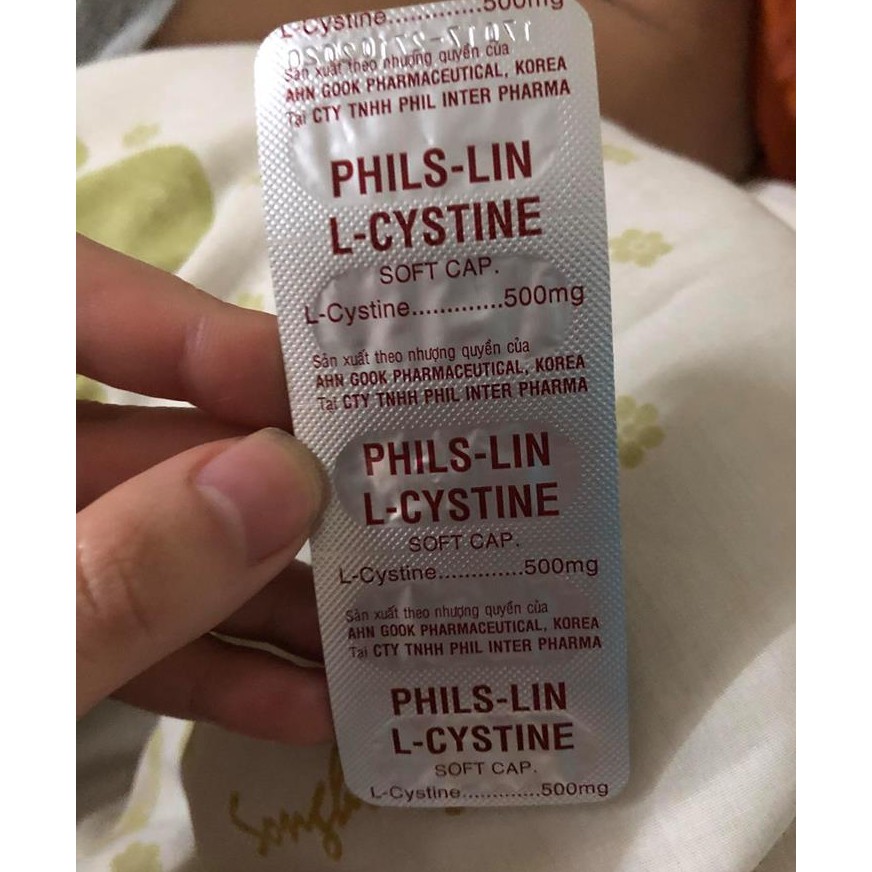 L-Cystine..............500mg
Sản xuất theo nhượng quyền của
AHN GOOK PHARMACEUTICAL, KOREA
Tại CTY TNHH PHIL INTER PHARMA
PHILS-LIN
L-CYSTINE
SOFT CAP.
L-Cystine.............500mg
Sản xuất theo nhượng quyền của
AHN GOOK PHARMACEUTICAL, KOREA
Tại CTY TNHH PHIL INTER PHARMA
PHILS-LIN
L-CYSTINE
SOFT CAP.
L-Cystine.............500mg
Sản xuất theo nhượng quyền của
AHN GOOK PHARMACEUTICAL, KOREA
Tại CTY TNHH PHIL INTER PHARMA
PHILS-LIN
L-CYSTINE
SOFT CAP.
L-Cystine.............500mg